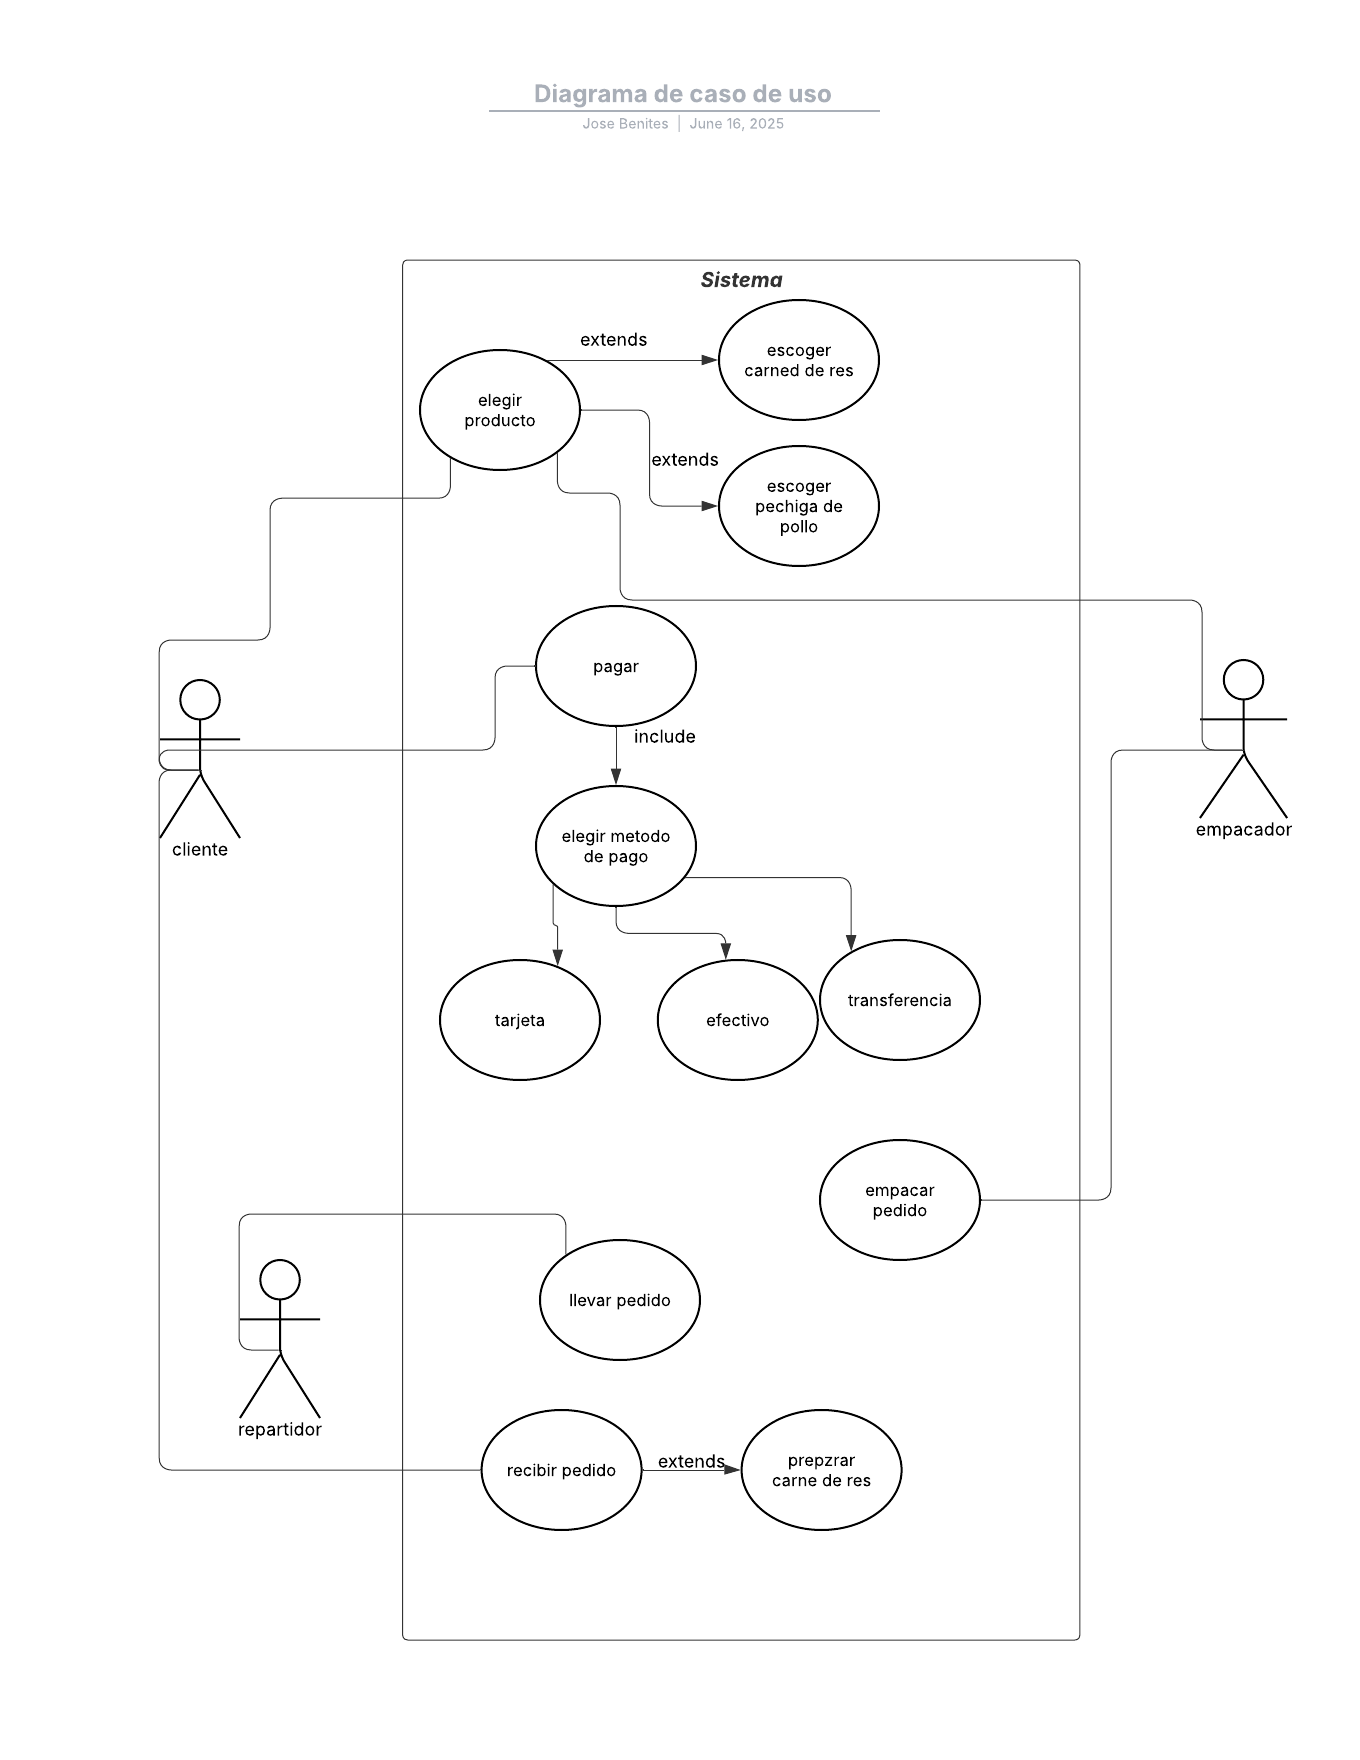 Diagrama de caso de uso
Jose Benites | June 16, 2025
Sistema
extends
escoger
carned de res
elegir
producto
extends
escoger
pechiga de
pollo
pagar
include
cliente
empacador
elegir metodo
de pago
tarjeta
efectivo
transferencia
empacar
pedido
llevar pedido
repartidor
recibir pedido
extends
prepzrar
carne de res